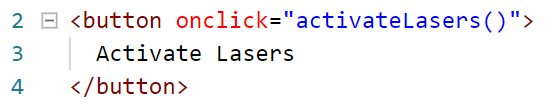 2 <button onclick="activateLasers()">
3 Activate Lasers
4 </button>